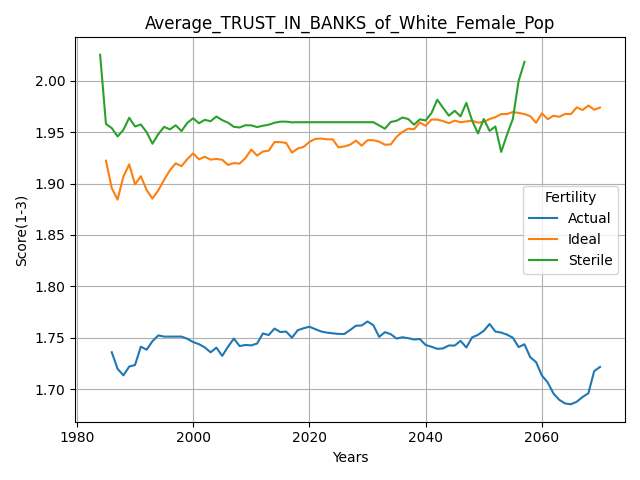 Average_TRUST_IN_BANKS_of_White_Female_Pop
2.00
1.95
1.90
1.85
1.80
1.75
1.70
Score(1-3)
Fertility
Actual
Ideal
Sterile
1980 2000 2020 2040 2060
Years